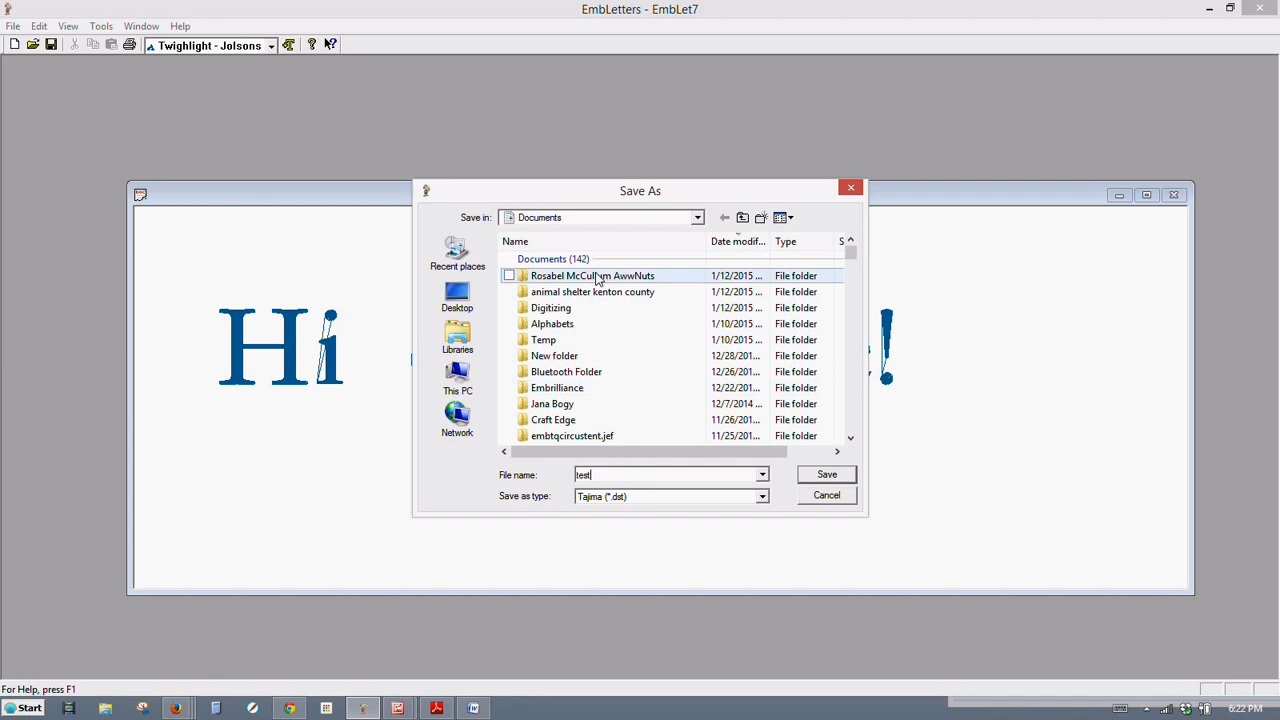 EmbLetters - EmbLet7
File Edit View Tools Window Help
Twighlight - Jolsons
Save As
Save in: Documents
Name Date modif... Type S
Documents (142)
Rosabel McCullum AwwNuts 1/12/2015 ... File folder
animal shelter kenton county 1/12/2015 ... File folder
Digitizing 1/12/2015 ... File folder
Alphabets 1/10/2015 ... File folder
Temp 1/10/2015 ... File folder
New folder 12/28/201... File folder
Bluetooth Folder 12/26/201... File folder
Embrilliance 12/22/201... File folder
Jana Bogy 12/7/2014 ... File folder
Craft Edge 11/26/201... File folder
embtqcircustent.jef 11/25/201... File folder
Recent places
Desktop
Libraries
This PC
Network
File name: test Save
Save as type: Tajima (*.dst) Cancel
Hi !
For Help, press F1
Start 6:22 PM